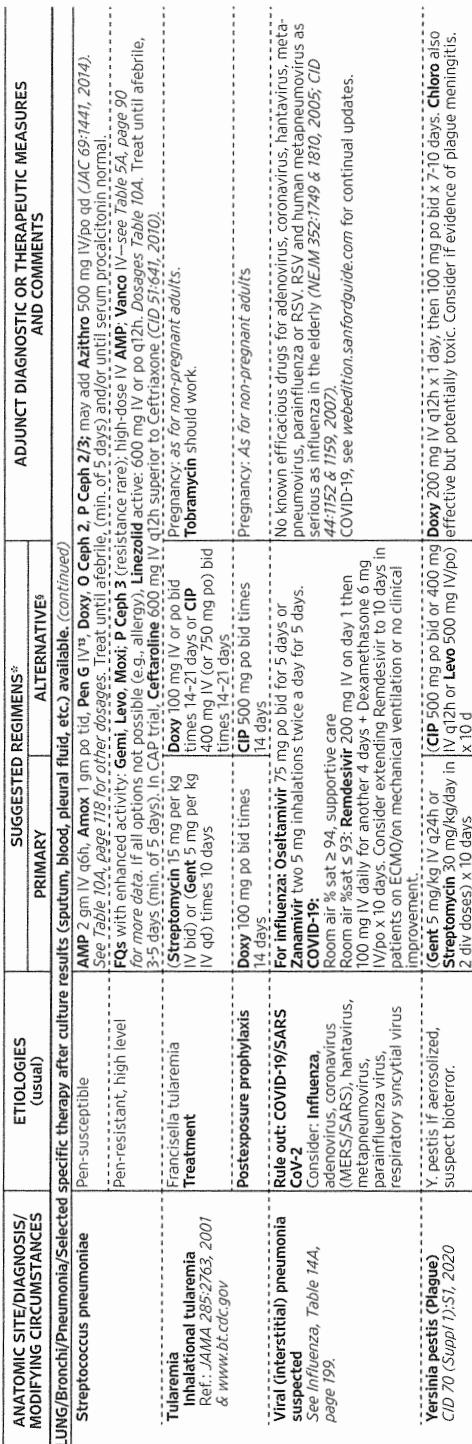 ANATOMIC SITE/DIAGNOSIS/
MODIFYING CIRCUMSTANCES
ETIOLOGIES
(usual)
SUGGESTED REGIMENS*
PRIMARY
ALTERNATIVE§
ADJUNCT DIAGNOSTIC OR THERAPEUTIC MEASURES
AND COMMENTS
LUNG/Bronchi/Pneumonia/Selected specific therapy after culture results (sputum, blood, pleural fluid, etc.) available. (continued)
Streptococcus pneumoniae
Pen-susceptible
AMP 2 gm IV q6h, Amox 1 gm po tid, Pen G IV¹³, Doxy, O Ceph 2, P Ceph 2/3; may add Azithro 500 mg IV/po qd (JAC 69:1441, 2014).
See Table 10A, page 118 for other dosages. Treat until afebrile, (min. of 5 days) and/or until serum procalcitonin normal.
Pen-resistant, high level
FQs with enhanced activity: Gemi, Levo, Moxi; P Ceph 3 (resistance rare); high-dose IV AMP; Vanco IV—see Table 5A, page 90
for more data. If all options not possible (e.g., allergy), Linezolid active: 600 mg IV or po q12h. Dosages Table 10A. Treat until afebrile,
3-5 days (min. of 5 days). In CAP trial, Ceftaroline 600 mg IV q12h superior to Ceftriaxone (CID 51:641, 2010).
Tularemia
Inhalational tularemia
Ref.: JAMA 285:2763, 2001
& www.bt.cdc.gov
Francisella tularemia
Treatment
(Streptomycin 15 mg per kg
IV bid) or (Gent 5 mg per kg
IV qd) times 10 days
Doxy 100 mg IV or po bid
times 14-21 days or CIP
400 mg IV (or 750 mg po) bid
times 14-21 days
Pregnancy: as for non-pregnant adults.
Tobramycin should work.
Postexposure prophylaxis
Doxy 100 mg po bid times
14 days
CIP 500 mg po bid times
14 days
Pregnancy: As for non-pregnant adults
Viral (interstitial) pneumonia
suspected
See Influenza, Table 14A,
page 199.
Rule out: COVID-19/SARS
CoV-2
Consider: Influenza,
adenovirus, coronavirus
(MERS/SARS), hantavirus,
metapneumovirus,
parainfluenza virus,
respiratory syncytial virus
For influenza: Oseltamivir 75 mg po bid for 5 days or
Zanamivir two 5 mg inhalations twice a day for 5 days.
COVID-19:
Room air % sat ≥ 94, supportive care
Room air %sat ≤ 93: Remdesivir 200 mg IV on day 1 then
100 mg IV daily for another 4 days + Dexamethasone 6 mg
IV/po x 10 days. Consider extending Remdesivir to 10 days in
patients on ECMO/on mechanical ventilation or no clinical
improvement.
No known efficacious drugs for adenovirus, coronavirus, hantavirus, meta-
pneumovirus, parainfluenza or RSV. RSV and human metapneumovirus as
serious as influenza in the elderly (NEJM 352:1749 & 1810, 2005; CID
44:1152 & 1159, 2007).
COVID-19, see webedition.sanfordguide.com for continual updates.
Yersinia pestis (Plague)
CID 70 (Suppl 1):S1, 2020
Y. pestis If aerosolized,
suspect bioterror.
(Gent 5 mg/kg IV q24h or
Streptomycin 30 mg/kg/day in
2 div doses) x 10 days
(CIP 500 mg po bid or 400 mg
IV q12h or Levo 500 mg IV/po)
x 10 d
Doxy 200 mg IV q12h x 1 day, then 100 mg po bid x 7-10 days. Chloro also
effective but potentially toxic. Consider if evidence of plague meningitis.